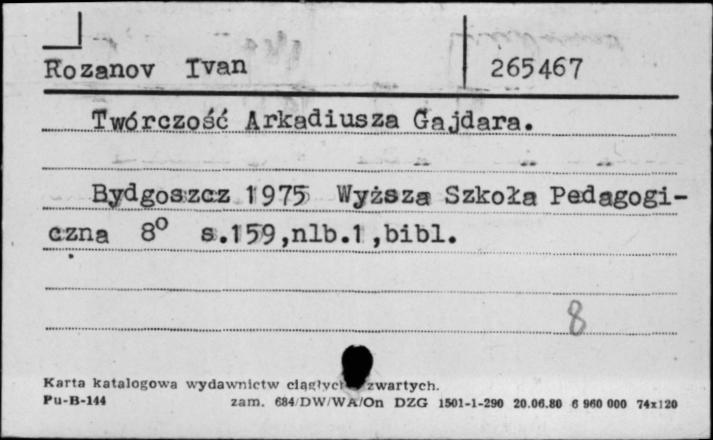 Rozanov Ivan 265467
Twórczość Arkadiusza Gajdara.
Bydgoszcz 1975 Wyższa Szkoła Pedagogi-
czna 8° s.159,nlb.1,bibl.
8
Karta katalogowa wydawnictw ciągłych zwartych.
Pu-B-144 zam. 684/DW/WA/On DZG 1501-1-290 20.06.80 6 960 000 74x120